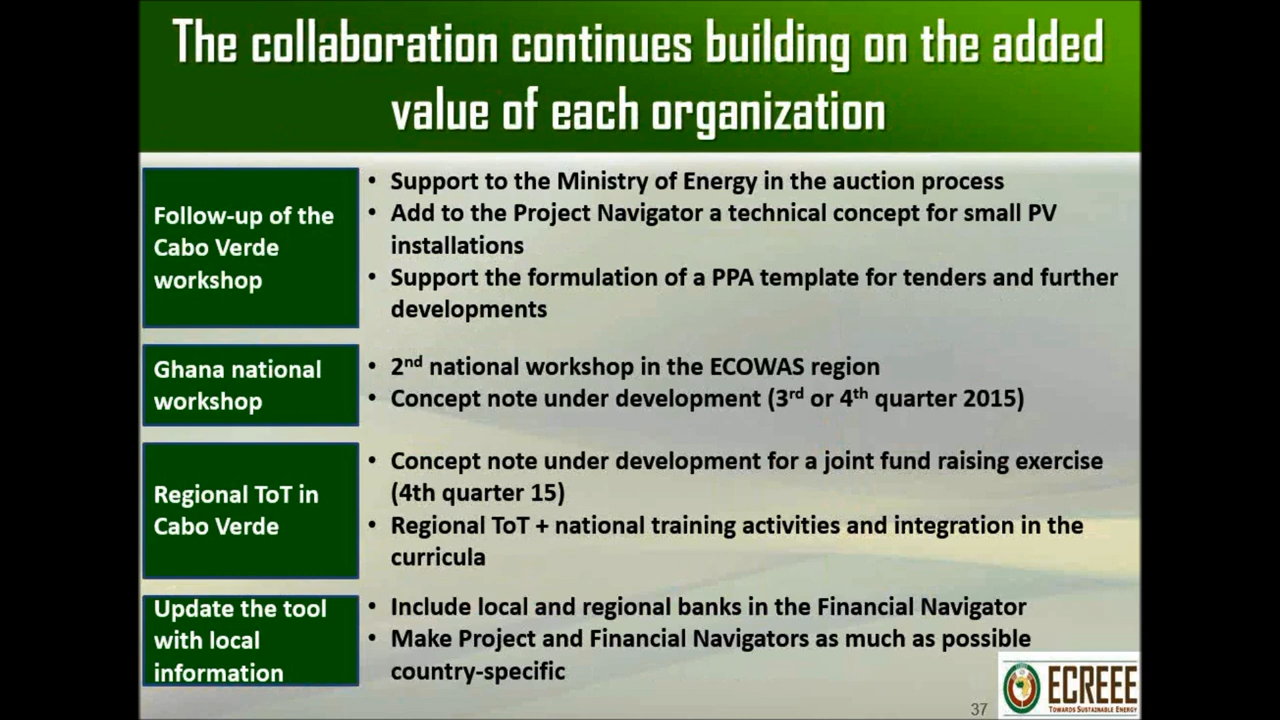 The collaboration continues building on the added
value of each organization
Follow-up of the
Cabo Verde
workshop
• Support to the Ministry of Energy in the auction process
• Add to the Project Navigator a technical concept for small PV
installations
• Support the formulation of a PPA template for tenders and further
developments
Ghana national
workshop
• 2nd national workshop in the ECOWAS region
• Concept note under development (3rd or 4th quarter 2015)
Regional ToT in
Cabo Verde
• Concept note under development for a joint fund raising exercise
(4th quarter 15)
• Regional ToT + national training activities and integration in the
curricula
Update the tool
with local
information
• Include local and regional banks in the Financial Navigator
• Make Project and Financial Navigators as much as possible
country-specific
37
ECREEE
TOWARDS SUSTAINABLE ENERGY